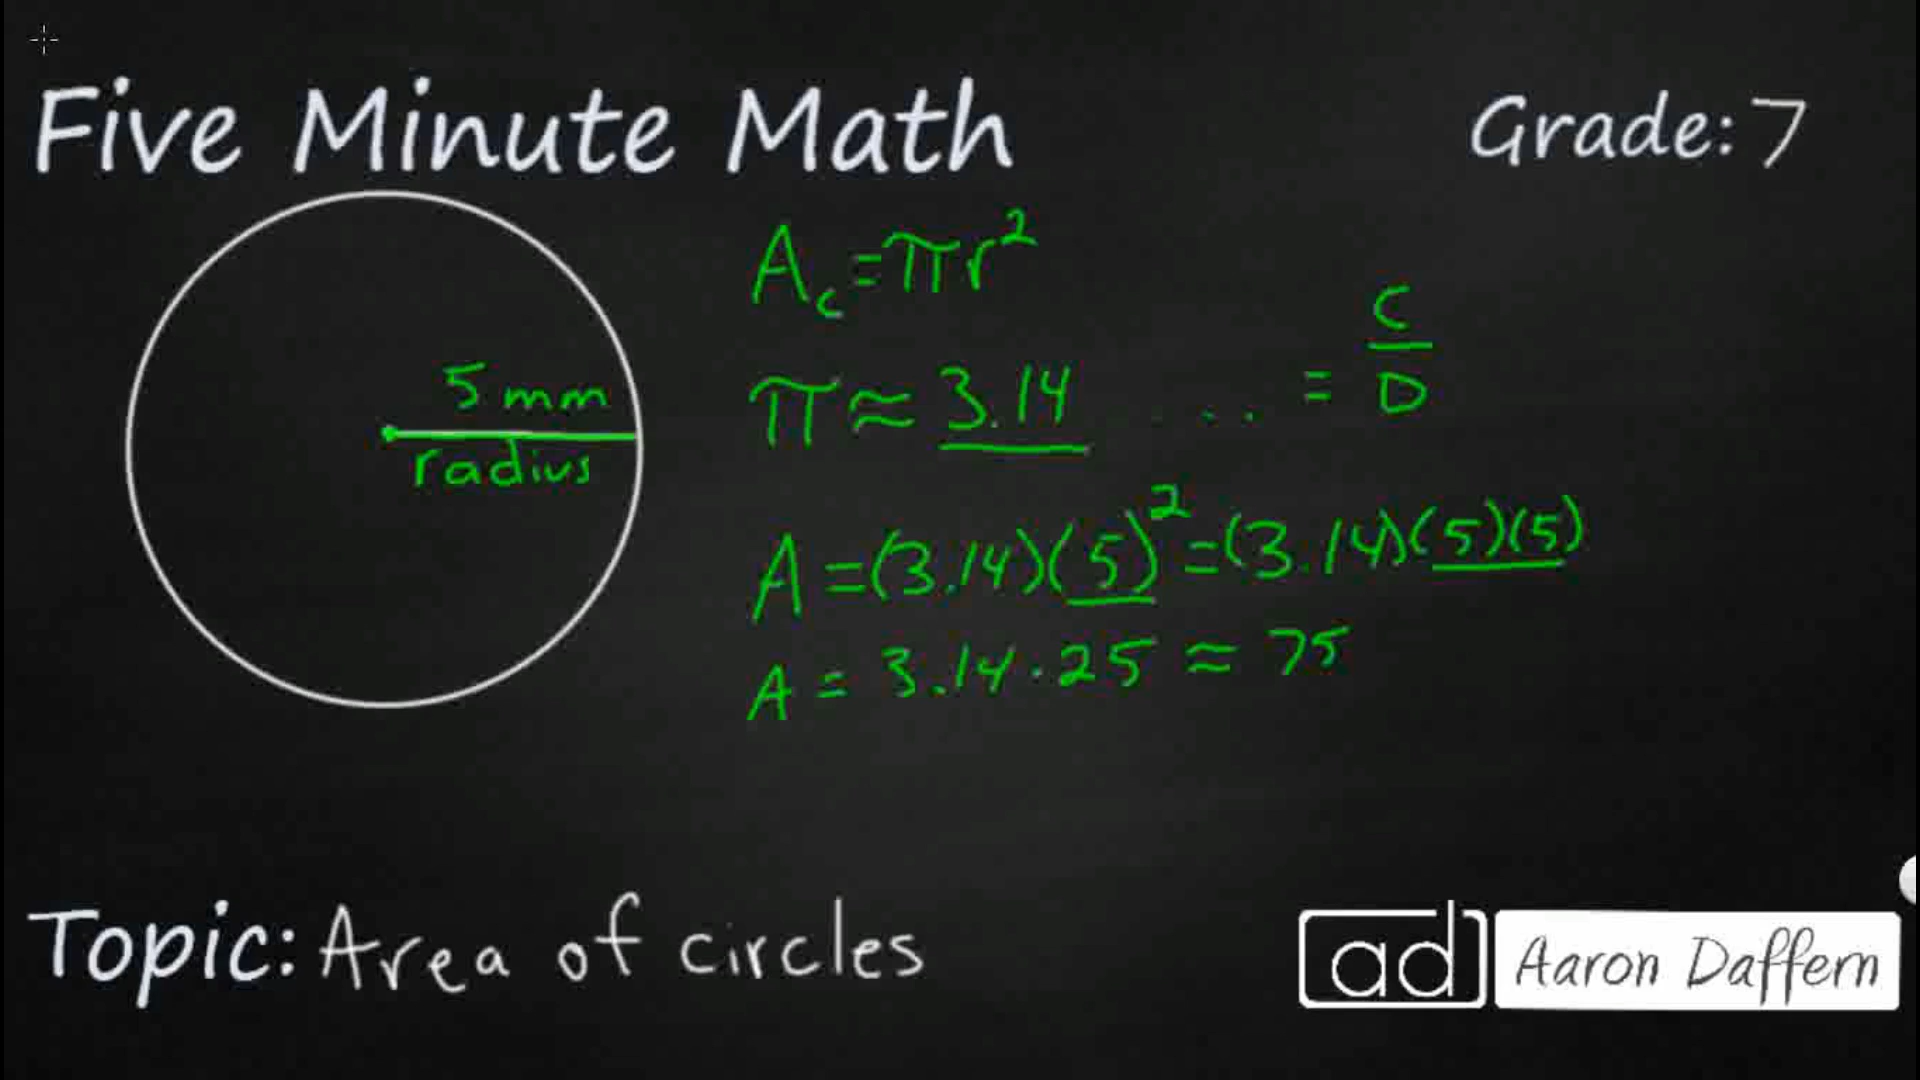 Five Minute Math
Grade: 7
A_c = πr²
5 mm
radius
π ≈ 3.14 .... = C/D
A = (3.14)(5)² = (3.14)(5)(5)
A = 3.14 · 25 ≈ 75
Topic: Area of circles
ad Aaron Daffern